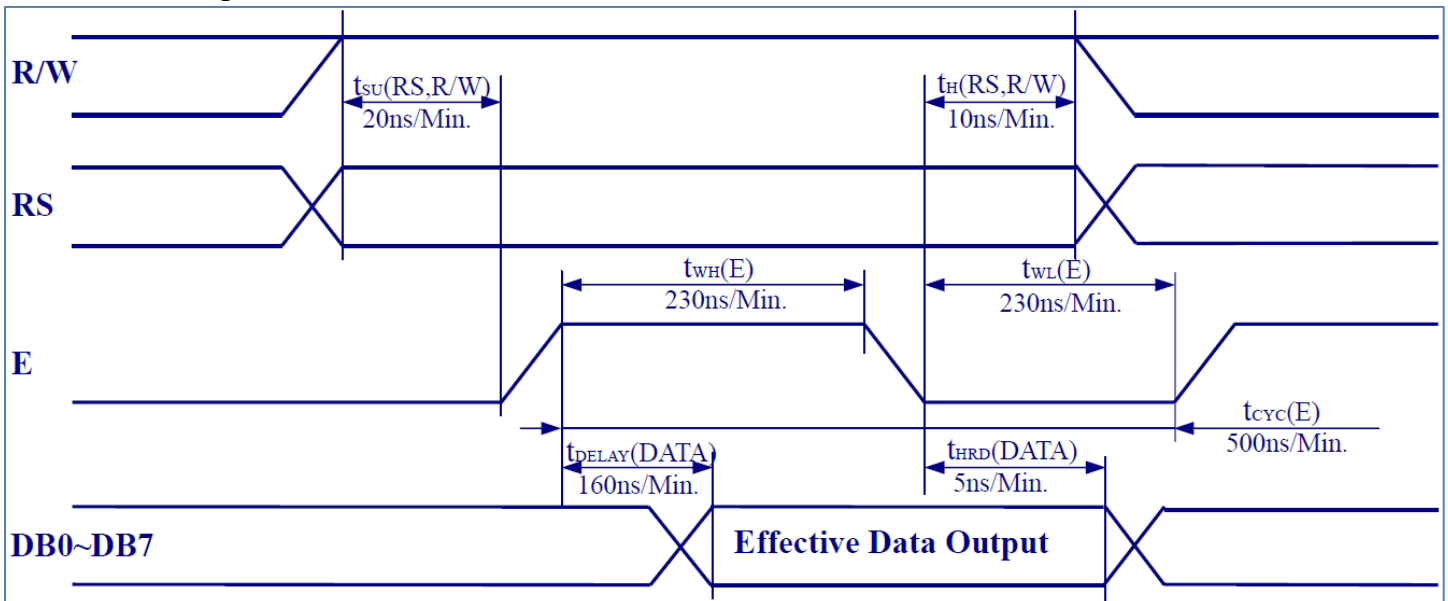 R/W
tSU(RS,R/W)
20ns/Min.
tH(RS,R/W)
10ns/Min.
RS
tWH(E)
230ns/Min.
tWL(E)
230ns/Min.
E
tCYC(E)
500ns/Min.
tDELAY(DATA)
160ns/Min.
tHRD(DATA)
5ns/Min.
DB0~DB7
Effective Data Output